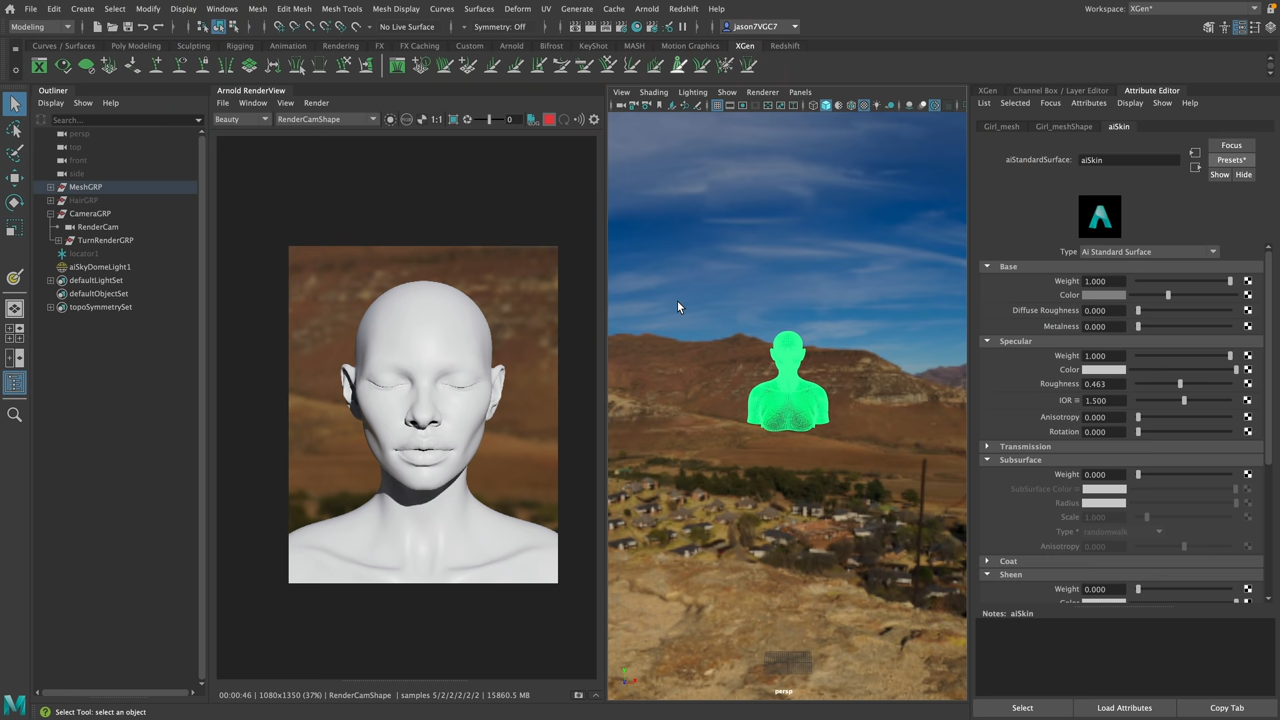 File Edit Create Select Modify Display Windows Mesh Edit Mesh Mesh Tools Mesh Display Curves Surfaces Deform UV Generate Cache Arnold Redshift Help Workspace: XGen*
Modeling No Live Surface Symmetry: Off jason7VGC7
Curves / Surfaces Poly Modeling Sculpting Rigging Animation Rendering FX FX Caching Custom Arnold Bifrost KeyShot MASH Motion Graphics XGen Redshift
Outliner
Display Show Help
Search...
persp
top
front
side
MeshGRP
HairGRP
CameraGRP
RenderCam
TurnRenderGRP
locator1
aiSkyDomeLight1
defaultLightSet
defaultObjectSet
topoSymmetrySet
Arnold RenderView
File Window View Render
Beauty RenderCamShape 1:1 0
00:00:46 | 1080x1350 (37%) | RenderCamShape | samples 5/2/2/2/2/2 | 15860.5 MB
View Shading Lighting Show Renderer Panels
persp
XGen Channel Box / Layer Editor Attribute Editor
List Selected Focus Attributes Display Show Help
Girl_mesh Girl_meshShape aiSkin
Focus
aiStandardSurface: aiSkin Presets*
Show Hide
Type Ai Standard Surface
Base
Weight 1.000
Color
Diffuse Roughness 0.000
Metalness 0.000
Specular
Weight 1.000
Color
Roughness 0.463
IOR = 1.500
Anisotropy 0.000
Rotation 0.000
Transmission
Subsurface
Weight 0.000
SubSurface Color =
Radius
Scale 1.000
Type * randomwalk
Anisotropy 0.000
Coat
Sheen
Weight 0.000
Color
Notes: aiSkin
Select Load Attributes Copy Tab
Select Tool: select an object